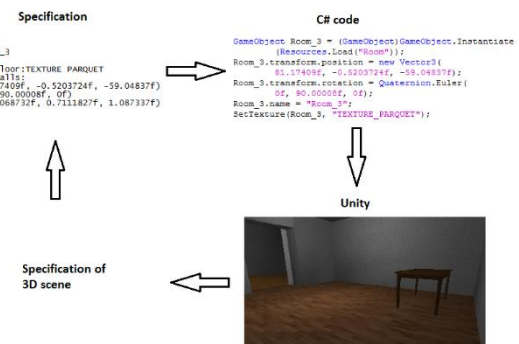 Specification
_3
loor:TEXTURE PARQUET
alls:
7409f, -0.5203724f, -59.04837f)
90.00008f, 0f)
068732f, 0.7111827f, 1.087337f)
C# code
GameObject Room_3 = (GameObject)GameObject.Instantiate
(Resources.Load("Room"));
Room_3.transform.position = new Vector3(
81.17409f, -0.5203724f, -59.04837f);
Room_3.transform.rotation = Quaternion.Euler(
0f, 90.00008f, 0f);
Room_3.name = "Room_3";
SetTexture(Room_3, "TEXTURE_PARQUET");
Unity
Specification of
3D scene